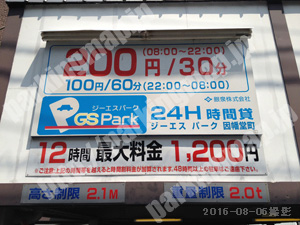 200円/30分
(08:00～22:00)
100円/60分(22:00～08:00)
ジーエスパーク
GS Park
株式会社
24H時間貸
ジーエス パーク 因幡堂町
12時間 最大料金 1,200円
高さ制限 2.1M
重量制限 2.0t
2016-08-06撮影